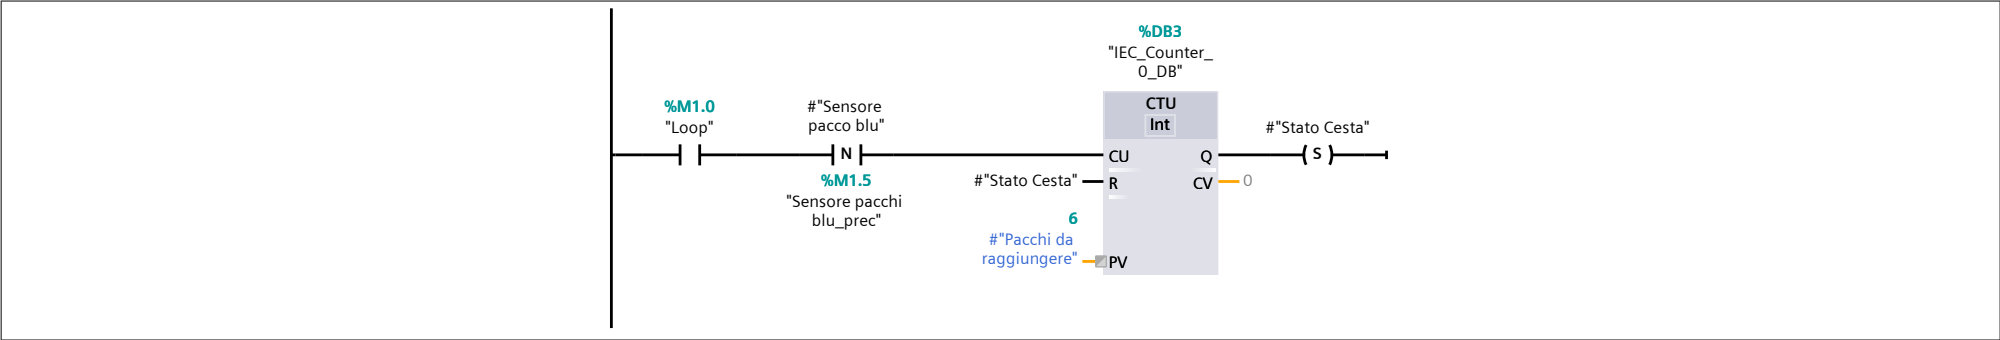 %DB3
"IEC_Counter_
0_DB"
%M1.0
"Loop"
#"Sensore
pacco blu"
N
%M1.5
"Sensore pacchi
blu_prec"
CTU
Int
CU
Q
#"Stato Cesta"
S
#"Stato Cesta"
R
CV
0
6
#"Pacchi da
raggiungere"
PV